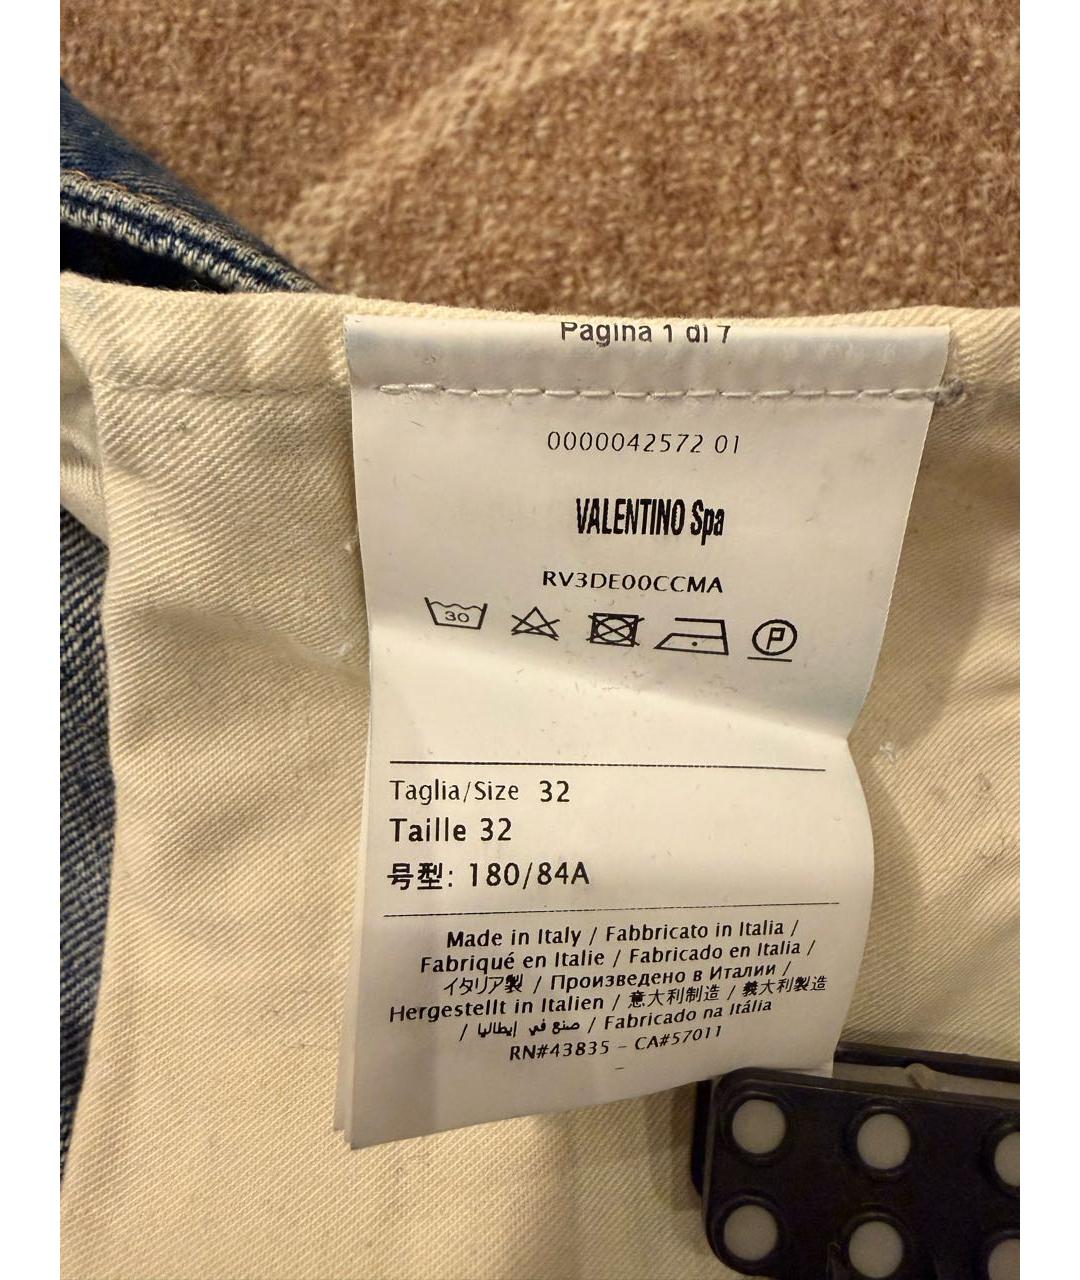 Pagina 1 di 7
0000042572 01
VALENTINO Spa
RV3DE00CCMA
30
P
Taglia/Size 32
Taille 32
号型: 180/84A
Made in Italy / Fabbricato in Italia /
Fabriqué en Italie / Fabricado en Italia /
イタリア製 / Произведено в Италии /
Hergestellt in Italien / 意大利制造 / 義大利製造
/ صنع في إيطاليا / Fabricado na Itália
RN#43835 - CA#57011